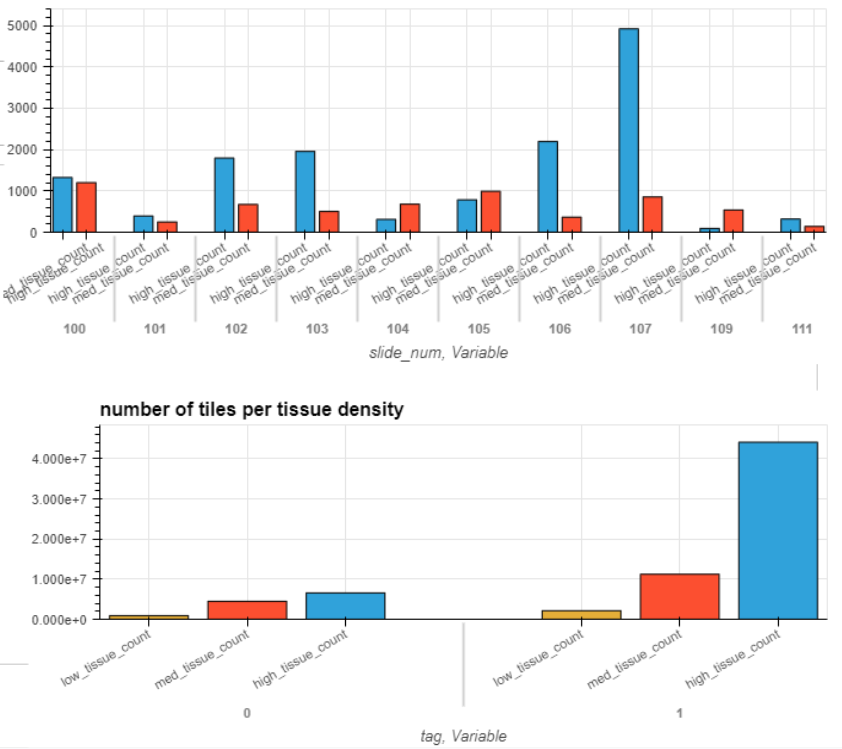 5000
4000
3000
2000
1000
0
high_tissue_count
high_tissue_count med_tissue_count
high_tissue_count med_tissue_count
high_tissue_count med_tissue_count
high_tissue_count med_tissue_count
high_tissue_count med_tissue_count
high_tissue_count med_tissue_count
high_tissue_count med_tissue_count
high_tissue_count med_tissue_count
high_tissue_count med_tissue_count
100 101 102 103 104 105 106 107 109 111
slide_num, Variable
number of tiles per tissue density
4.000e+7
3.000e+7
2.000e+7
1.000e+7
0.000e+0
low_tissue_count med_tissue_count high_tissue_count low_tissue_count med_tissue_count high_tissue_count
0 1
tag, Variable